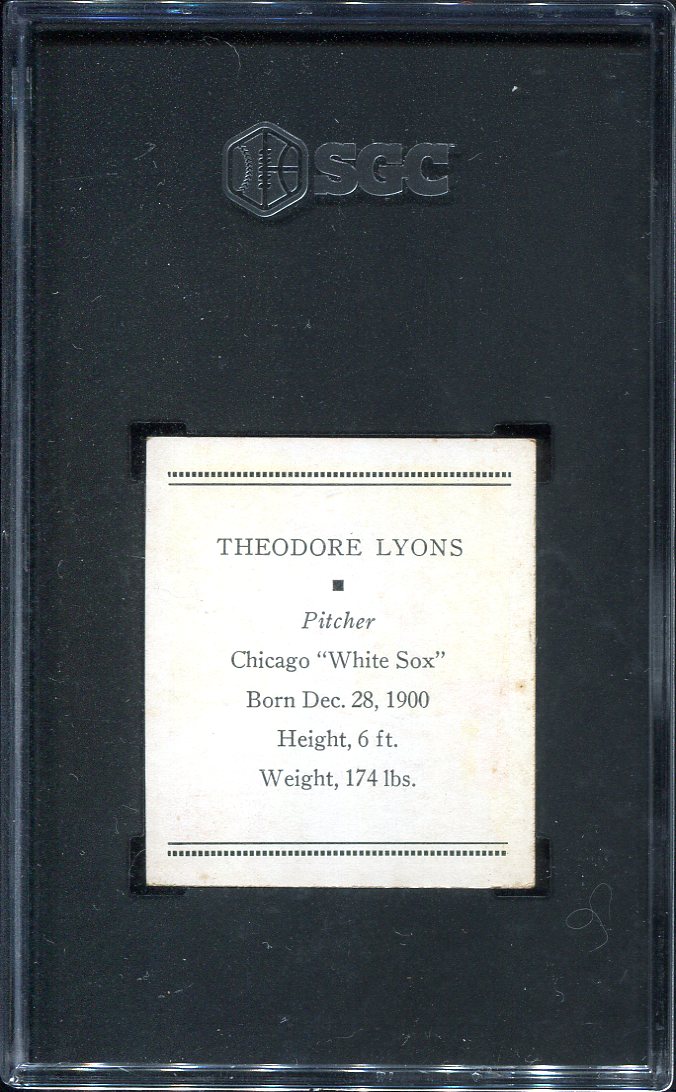 SGC
THEODORE LYONS
Pitcher
Chicago “White Sox”
Born Dec. 28, 1900
Height, 6 ft.
Weight, 174 lbs.